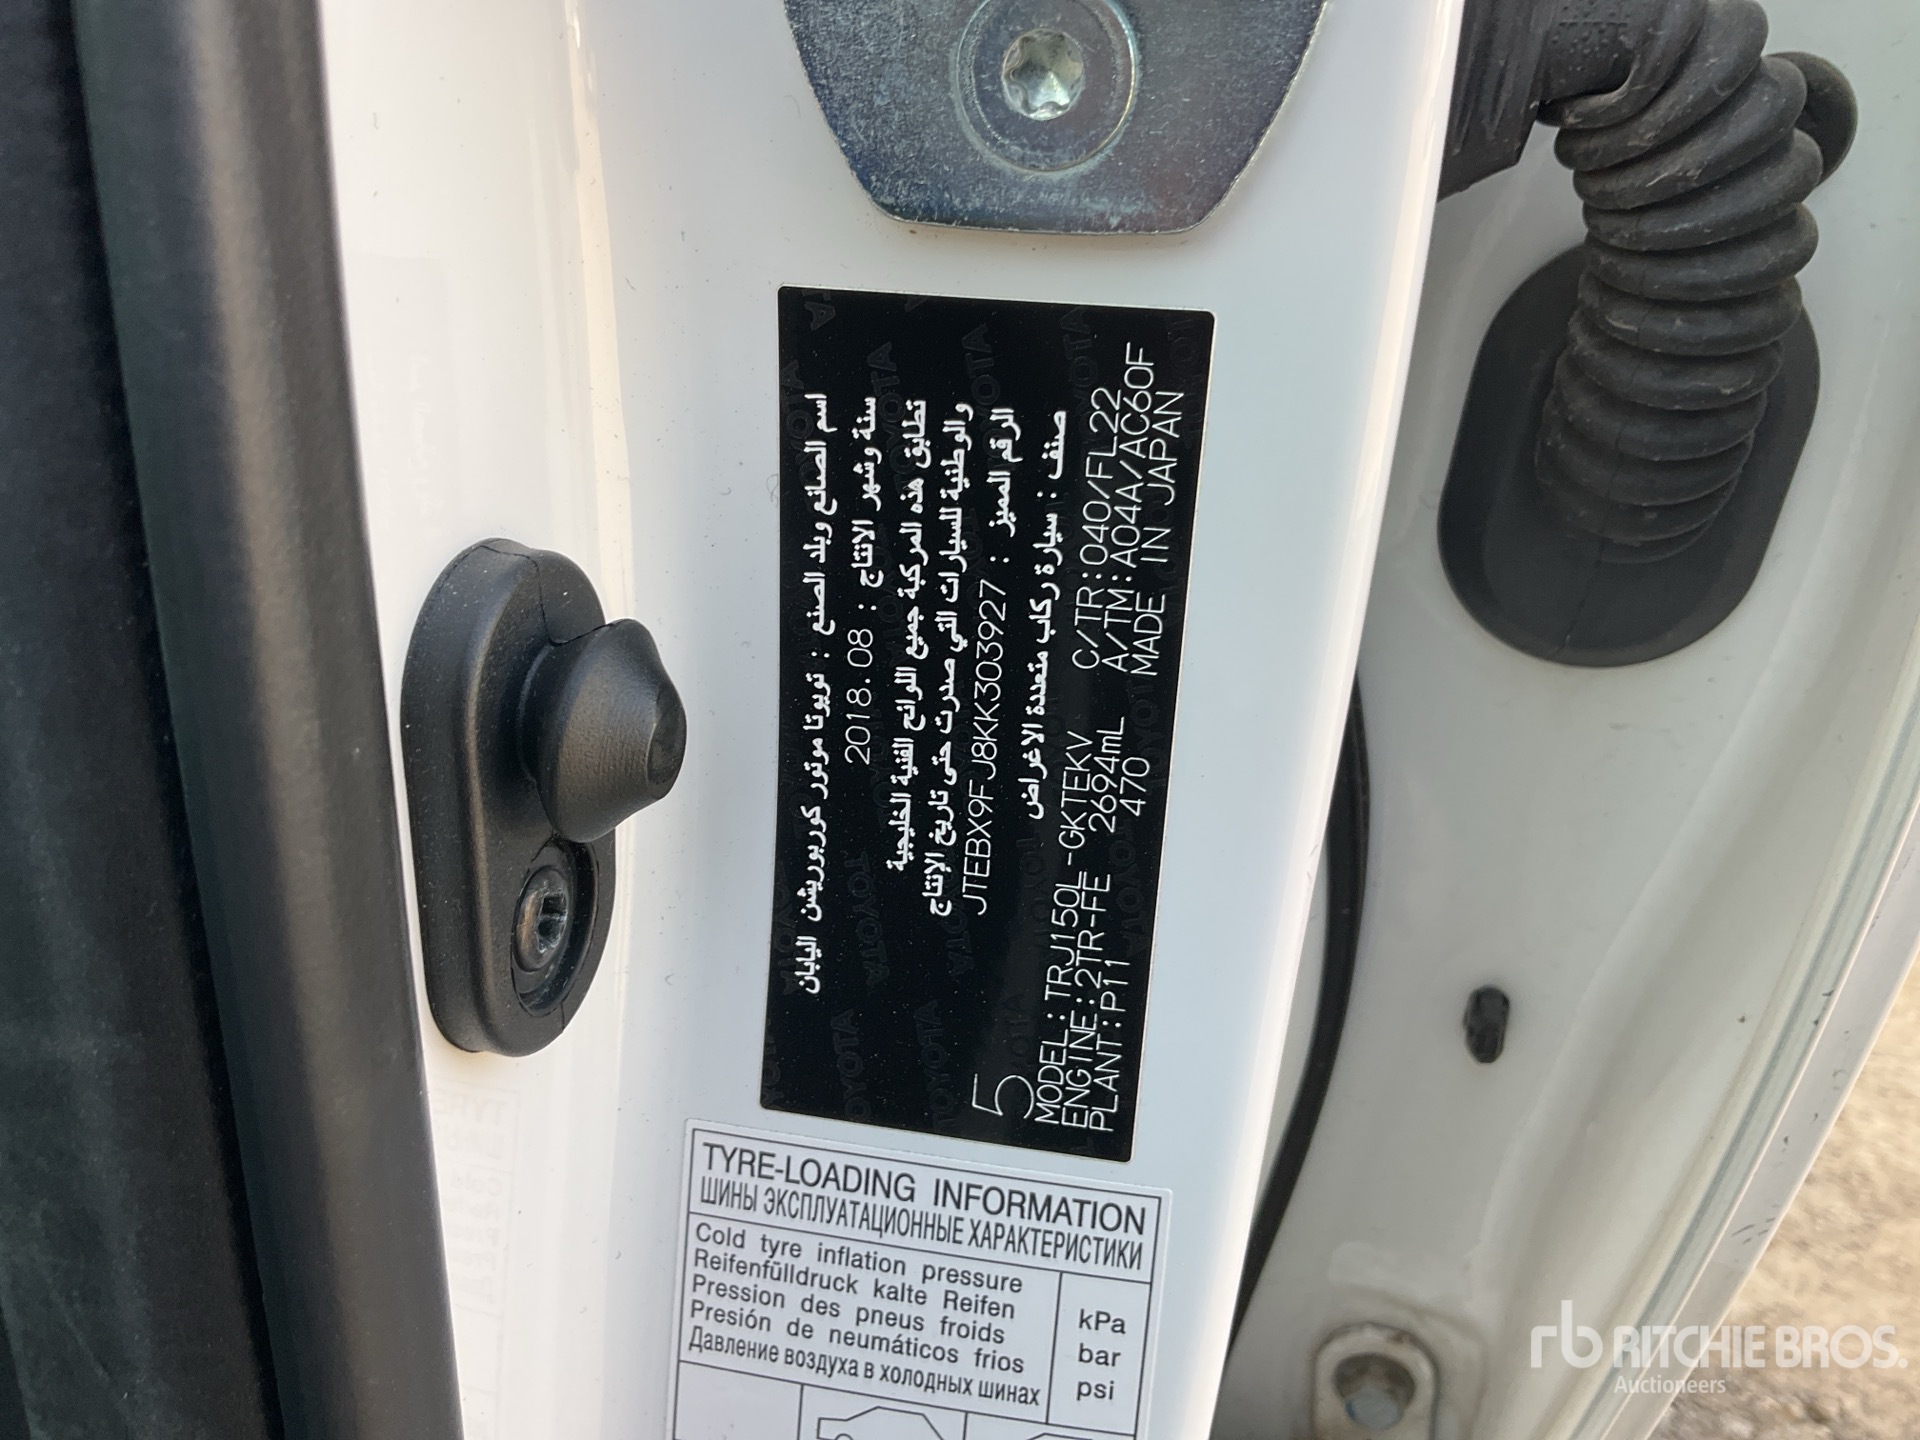 اسم الصانع وبلد الصنع : تويوتا موتور كوربوريشن اليابان
سنة وشهر الانتاج : 2018.08
تطابق هذه المركبة جميع اللوائح الفنية الخليجية
والوطنية للسيارات التي صدرت حتى تاريخ الإنتاج
الرقم المميز : JTEBX9FJ8KK303927
صنف : سيارة ركاب متعددة الاغراض
5
MODEL:TRJ150L-GKTEKV C/TR:040/FL22
ENGINE:2TR-FE 2694mL A/TM:A04A/AC60F
PLANT:P11 470 MADE IN JAPAN
TYRE-LOADING INFORMATION
ШИНЫ ЭКСПЛУАТАЦИОННЫЕ ХАРАКТЕРИСТИКИ
Cold tyre inflation pressure
Reifenfülldruck kalte Reifen
Pression des pneus froids
Presión de neumáticos frios
Давление воздуха в холодных шинах
kPa
bar
psi
rb RITCHIE BROS.
Auctioneers